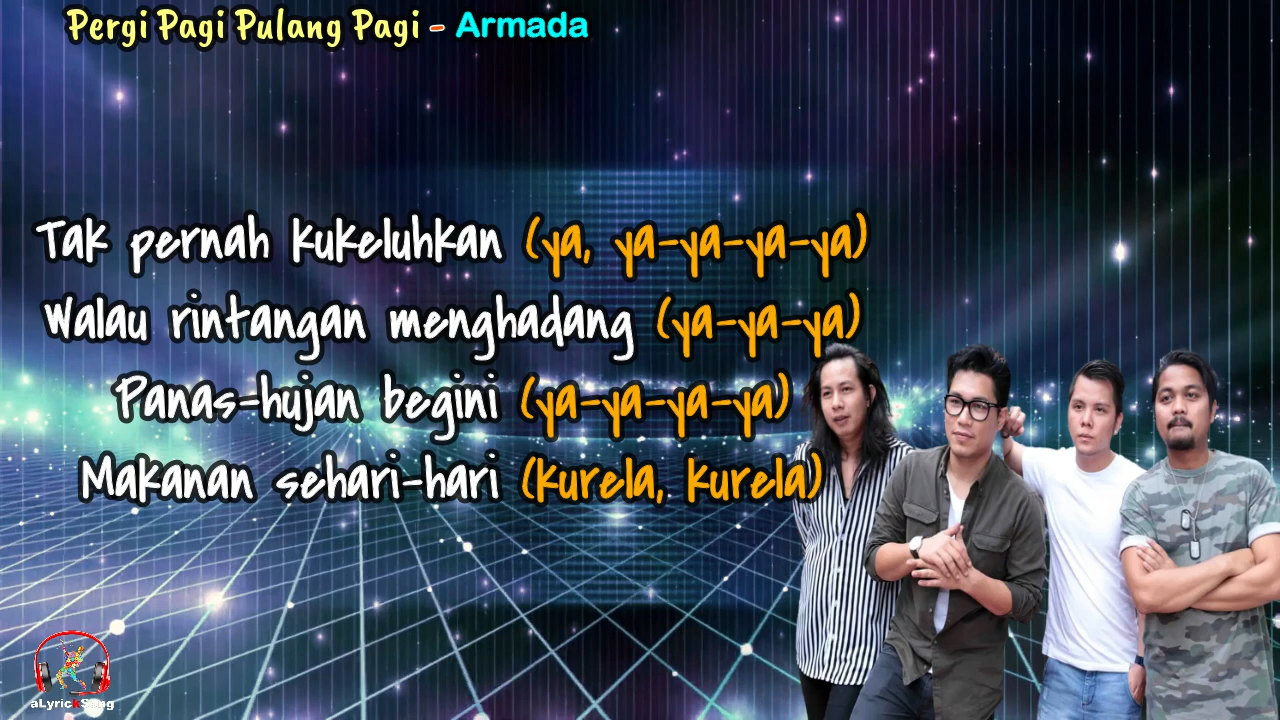 Pergi Pagi Pulang Pagi - Armada
Tak pernah kukeluhkan (ya, ya-ya-ya-ya)
Walau rintangan menghadang (ya-ya-ya)
Panas-hujan begini (ya-ya-ya-ya)
Makanan sehari-hari (kurela, kurela)
aLyrickSong